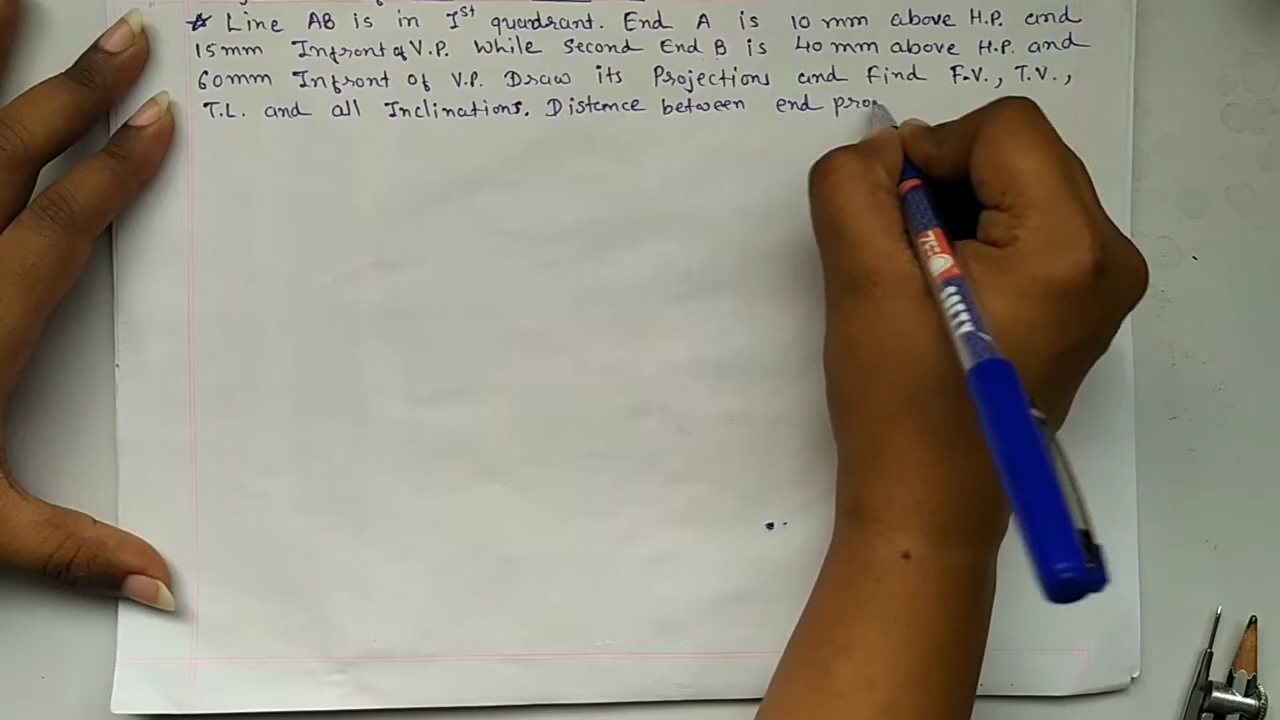 ☆ Line AB is in Ist quadrant. End A is 10 mm above H.P. and
15mm Infront of V.P. While Second End B is 40 mm above H.P. and
60mm Infront of V.P. Draw its Projections and Find F.V., T.V.,
T.L. and all Inclinations. Distance between end pro